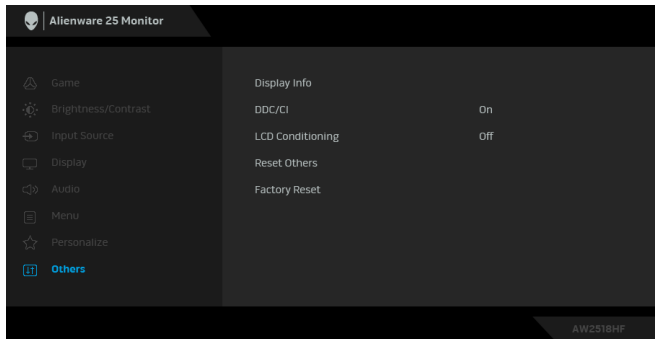 Alienware 25 Monitor
Game
Brightness/Contrast
Input Source
Display
Audio
Menu
Personalize
Others
Display Info
DDC/CI On
LCD Conditioning Off
Reset Others
Factory Reset
AW2518HF